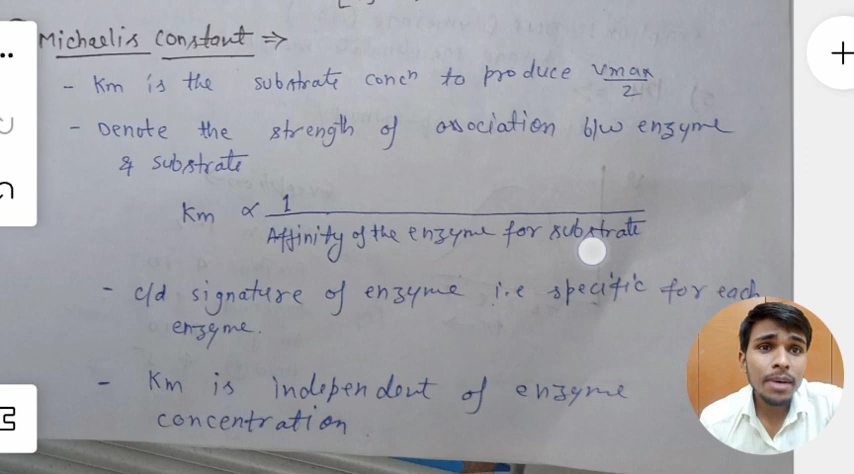 Michaelis constant ⇒
- Km is the substrate concn to produce Vmax/2
- Denote the strength of association b/w enzyme
& substrate
Km ∝ 1
Affinity of the enzyme for substrate
- c/d signature of enzyme i.e specific for each
enzyme.
- Km is independent of enzyme
concentration